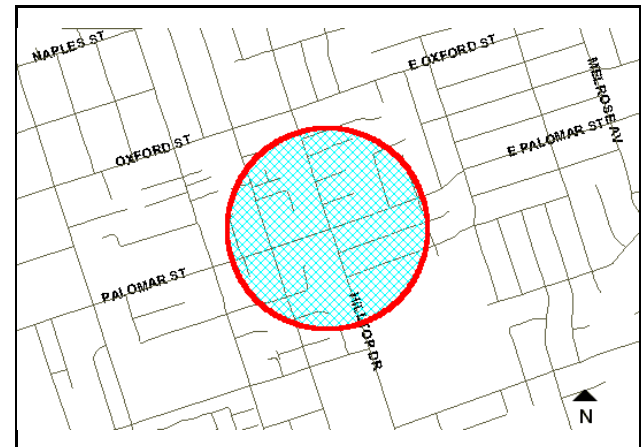 NAPLES ST
E OXFORD ST
MELROSE AV
OXFORD ST
E PALOMAR ST
PALOMAR ST
HILLTOP DR
N